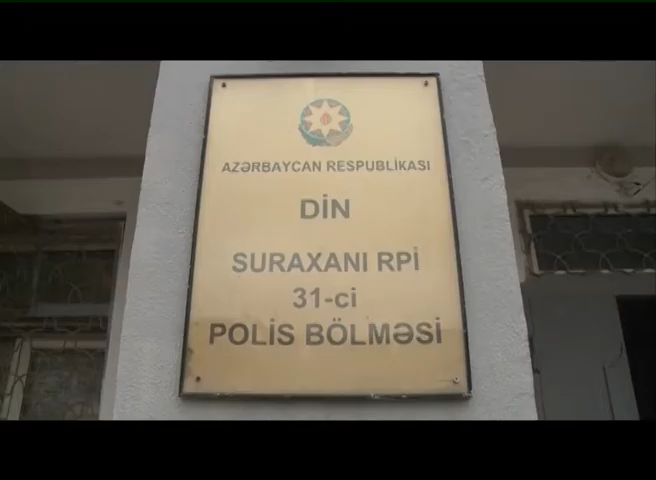 AZƏRBAYCAN RESPUBLİKASI
DİN
SURAXANI RPİ
31-ci
POLİS BÖLMƏSİ